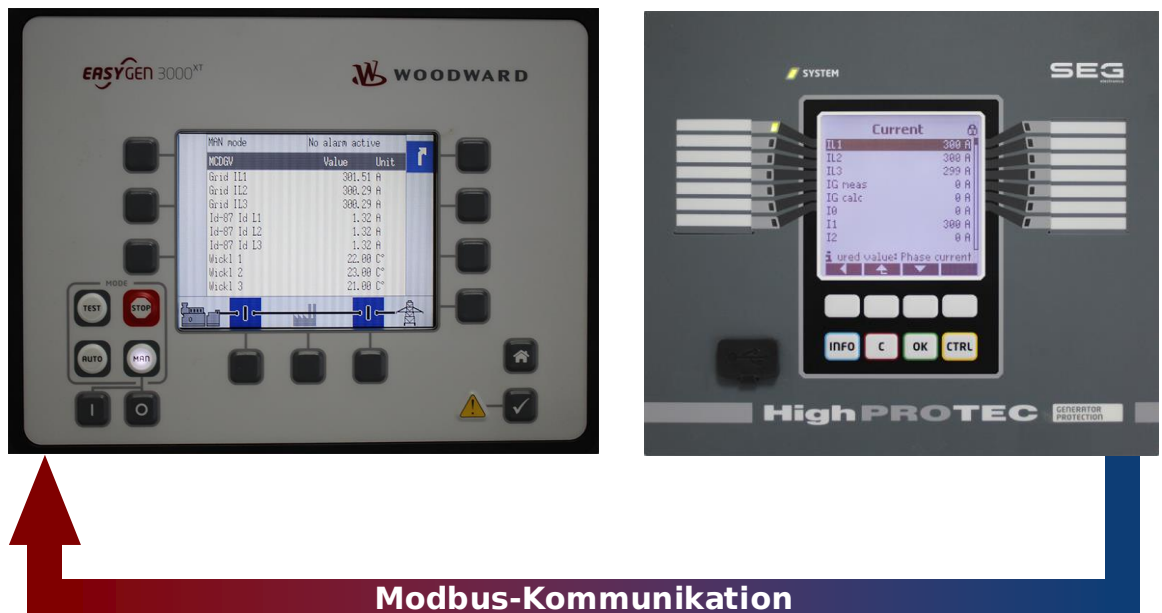 EASYGEN 3000XT
WOODWARD
MAN mode No alarm active
MCDGV Value Unit
Grid IL1 301.51 A
Grid IL2 300.29 A
Grid IL3 300.29 A
Id-87 Id L1 1.32 A
Id-87 Id L2 1.32 A
Id-87 Id L3 1.32 A
Wickl 1 22.00 C°
Wickl 2 23.00 C°
Wickl 3 21.00 C°
MODE
TEST STOP
AUTO MAN
SYSTEM
SEG
electronics
Current
IL1 300 A
IL2 300 A
IL3 299 A
IG meas 0 A
IG calc 0 A
I0 0 A
I1 300 A
I2 0 A
ured value: Phase current
INFO C OK CTRL
HighPROTEC GENERATOR
PROTECTION
Modbus-Kommunikation